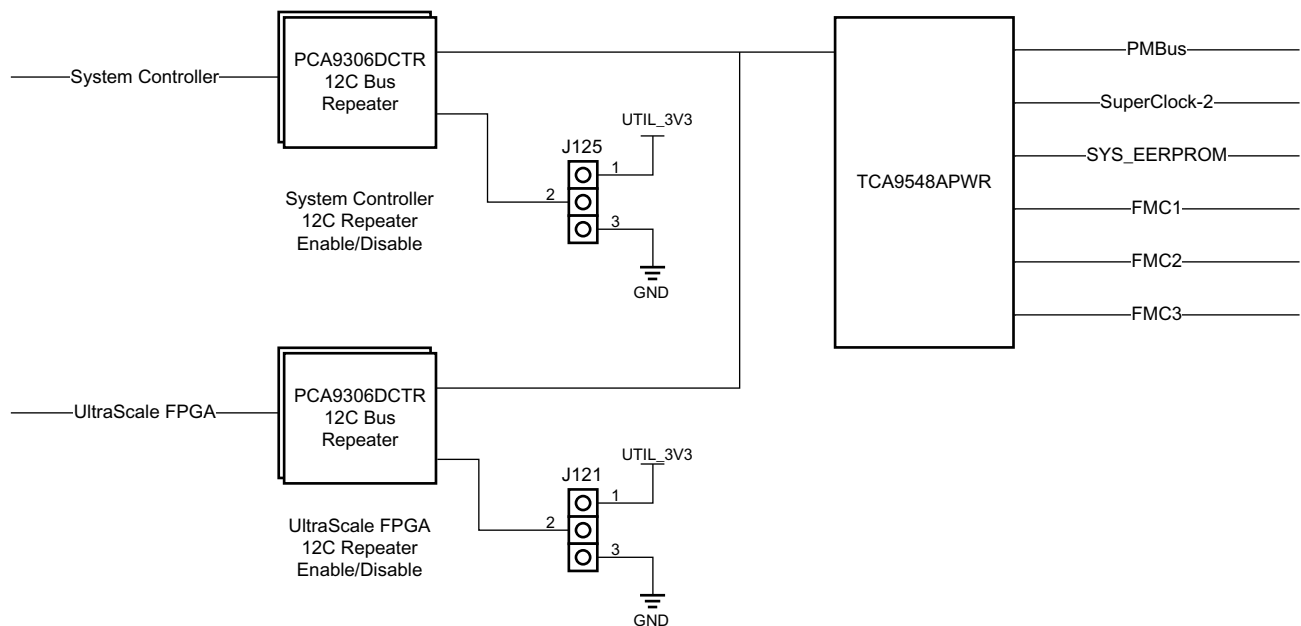 System Controller
PCA9306DCTR
12C Bus
Repeater
System Controller
12C Repeater
Enable/Disable
J125
1
2
3
UTIL_3V3
GND
TCA9548APWR
PMBus
SuperClock-2
SYS_EERPROM
FMC1
FMC2
FMC3
UltraScale FPGA
PCA9306DCTR
12C Bus
Repeater
UltraScale FPGA
12C Repeater
Enable/Disable
J121
1
2
3
UTIL_3V3
GND